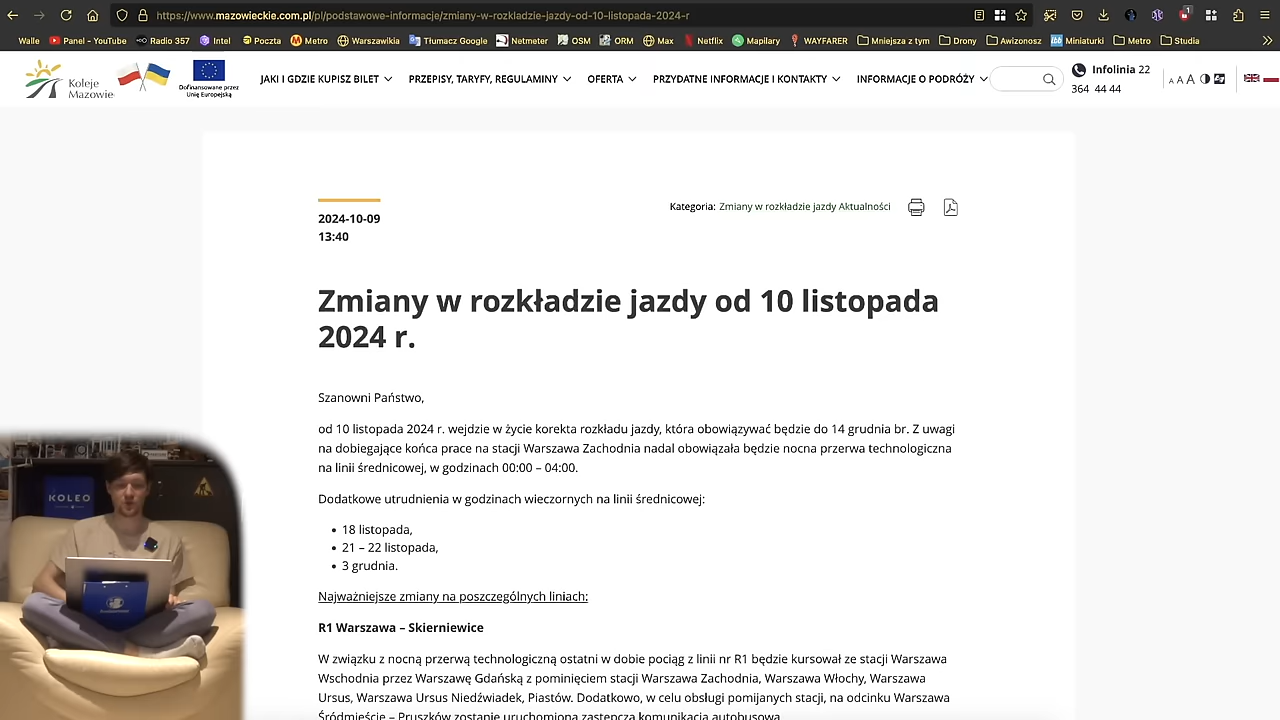 https://www.mazowieckie.com.pl/pl/podstawowe-informacje/zmiany-w-rozkladzie-jazdy-od-10-listopada-2024-r
Walle Panel - YouTube Radio 357 Intel Poczta Metro Warszawikia Tłumacz Google Netmeter OSM ORM Max Netflix Mapilary WAYFARER Mniejsza z tym Drony Awizonosz Miniaturki Metro Studia
Koleje
Mazowie
Dofinansowane przez
Unię Europejską
JAKI I GDZIE KUPISZ BILET PRZEPISY, TARYFY, REGULAMINY OFERTA PRZYDATNE INFORMACJE I KONTAKTY INFORMACJE O PODRÓŻY
Infolinia 22
364 44 44
A A A
2024-10-09
13:40
Kategoria: Zmiany w rozkładzie jazdy Aktualności
Zmiany w rozkładzie jazdy od 10 listopada
2024 r.
Szanowni Państwo,
od 10 listopada 2024 r. wejdzie w życie korekta rozkładu jazdy, która obowiązywać będzie do 14 grudnia br. Z uwagi
na dobiegające końca prace na stacji Warszawa Zachodnia nadal obowiązała będzie nocna przerwa technologiczna
na linii średnicowej, w godzinach 00:00 – 04:00.
Dodatkowe utrudnienia w godzinach wieczornych na linii średnicowej:
• 18 listopada,
• 21 – 22 listopada,
• 3 grudnia.
Najważniejsze zmiany na poszczególnych liniach:
R1 Warszawa – Skierniewice
W związku z nocną przerwą technologiczną ostatni w dobie pociąg z linii nr R1 będzie kursował ze stacji Warszawa
Wschodnia przez Warszawę Gdańską z pominięciem stacji Warszawa Zachodnia, Warszawa Włochy, Warszawa
Ursus, Warszawa Ursus Niedźwiadek, Piastów. Dodatkowo, w celu obsługi pomijanych stacji, na odcinku Warszawa
Śródmieście – Pruszków zostanie uruchomiona zastępcza komunikacja autobusowa.
KOLEO